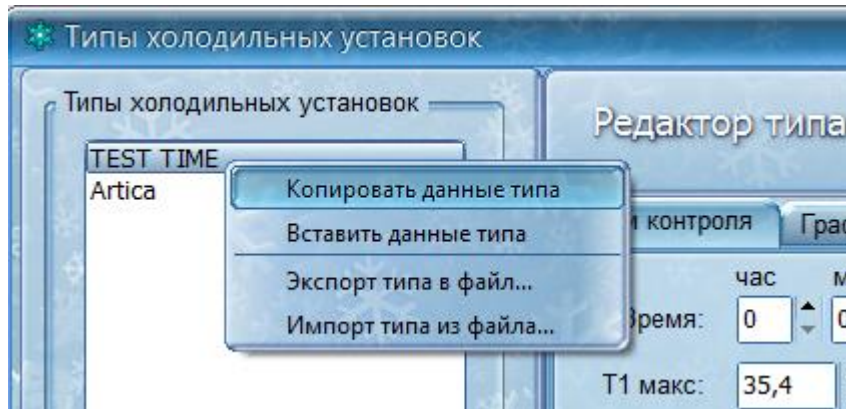 Типы холодильных установок
Типы холодильных установок
TEST TIME
Artica
Копировать данные типа
Вставить данные типа
Экспорт типа в файл...
Импорт типа из файла...
Редактор типа
контроля
час
Время:
0
T1 макс:
35,4